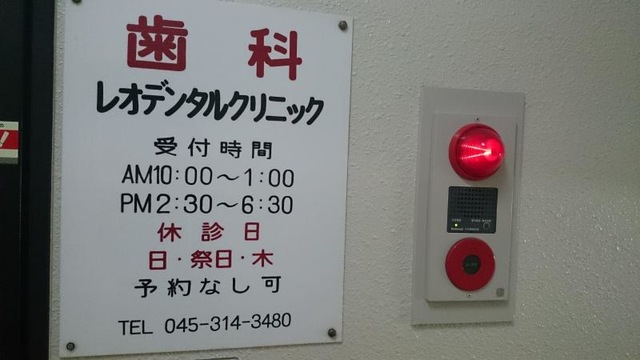 歯科
レオデンタルクリニック
受付時間
AM10:00～1:00
PM2:30～6:30
休診日
日・祭日・木
予約なし可
TEL 045-314-3480